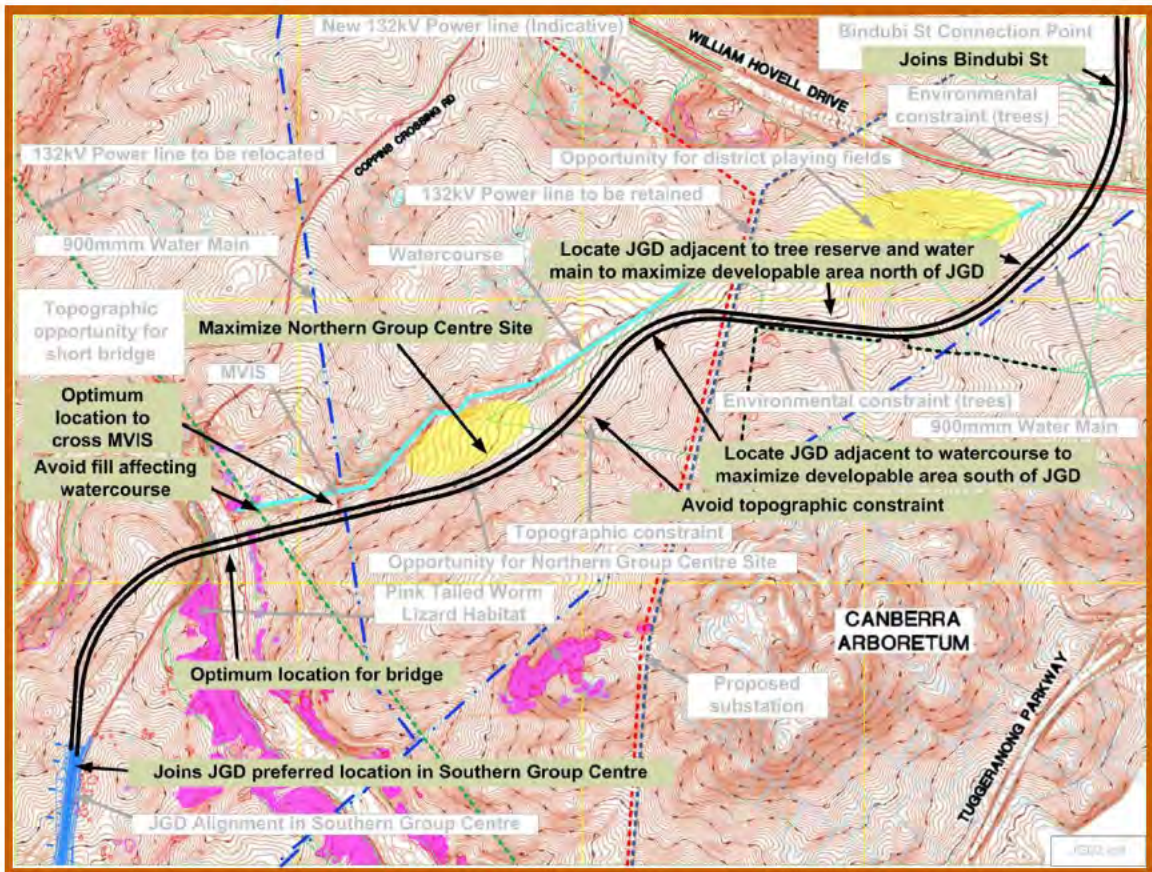 New 132kV Power line (Indicative)
Bindubi St Connection Point
Joins Bindubi St
WILLIAM HOVELL DRIVE
Environmental
constraint (trees)
COPPINS CROSSING RD
132kV Power line to be relocated
Opportunity for district playing fields
132kV Power line to be retained
900mmm Water Main
Watercourse
Locate JGD adjacent to tree reserve and water
main to maximize developable area north of JGD
Topographic
opportunity for
short bridge
Maximize Northern Group Centre Site
MVIS
Optimum
location to
cross MVIS
Environmental constraint (trees)
900mmm Water Main
Avoid fill affecting
watercourse
Locate JGD adjacent to watercourse to
maximize developable area south of JGD
Avoid topographic constraint
Topographic constraint
Opportunity for Northern Group Centre Site
Pink Tailed Worm
Lizard Habitat
CANBERRA
ARBORETUM
Optimum location for bridge
Proposed
substation
TUGGERANONG PARKWAY
Joins JGD preferred location in Southern Group Centre
JGD Alignment in Southern Group Centre